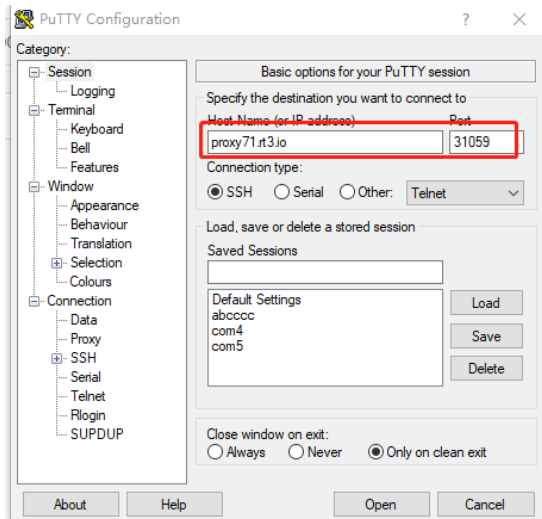 PuTTY Configuration
?
Category:
Session
Logging
Terminal
Keyboard
Bell
Features
Window
Appearance
Behaviour
Translation
Selection
Colours
Connection
Data
Proxy
SSH
Serial
Telnet
Rlogin
SUPDUP
Basic options for your PuTTY session
Specify the destination you want to connect to
Host Name (or IP address) Port
proxy71.rt3.io 31059
Connection type:
SSH Serial Other: Telnet
Load, save or delete a stored session
Saved Sessions
Default Settings
abcccc
com4
com5
Load
Save
Delete
Close window on exit:
Always Never Only on clean exit
About Help Open Cancel